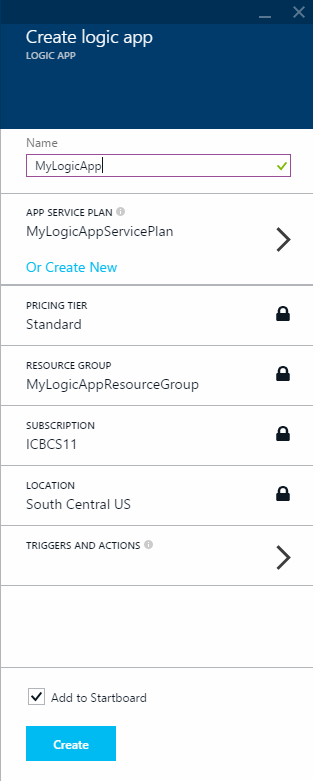 Create logic app
LOGIC APP
Name
MyLogicApp
APP SERVICE PLAN
MyLogicAppServicePlan
Or Create New
PRICING TIER
Standard
RESOURCE GROUP
MyLogicAppResourceGroup
SUBSCRIPTION
ICBCS11
LOCATION
South Central US
TRIGGERS AND ACTIONS
Add to Startboard
Create